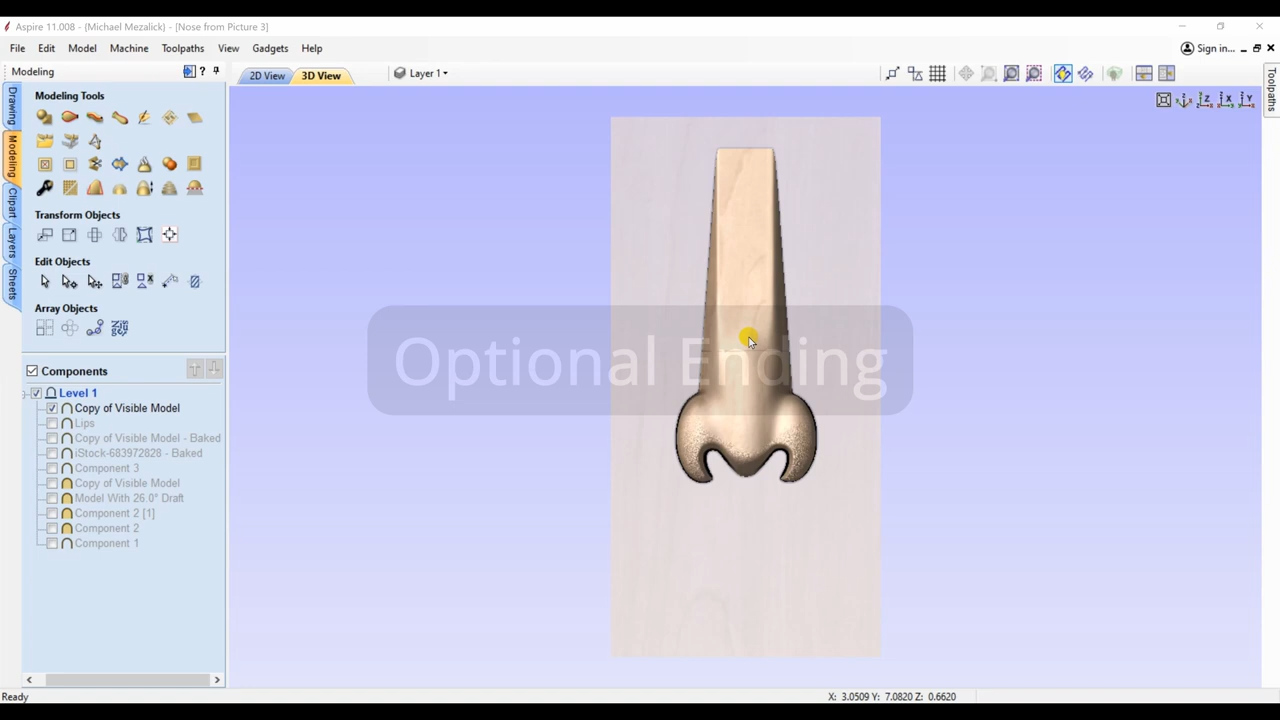 Aspire 11.008 - (Michael Mezalick) - [Nose from Picture 3]
File Edit Model Machine Toolpaths View Gadgets Help
Sign in...
Modeling
2D View 3D View Layer 1
Drawing
Modeling
Clipart
Layers
Sheets
Modeling Tools
Transform Objects
Edit Objects
Array Objects
Components
Level 1
Copy of Visible Model
Lips
Copy of Visible Model - Baked
iStock-683972828 - Baked
Component 3
Copy of Visible Model
Model With 26.0° Draft
Component 2 [1]
Component 2
Component 1
Z X Y
Toolpaths
Optional Ending
Ready
X: 3.0509 Y: 7.0820 Z: 0.6620